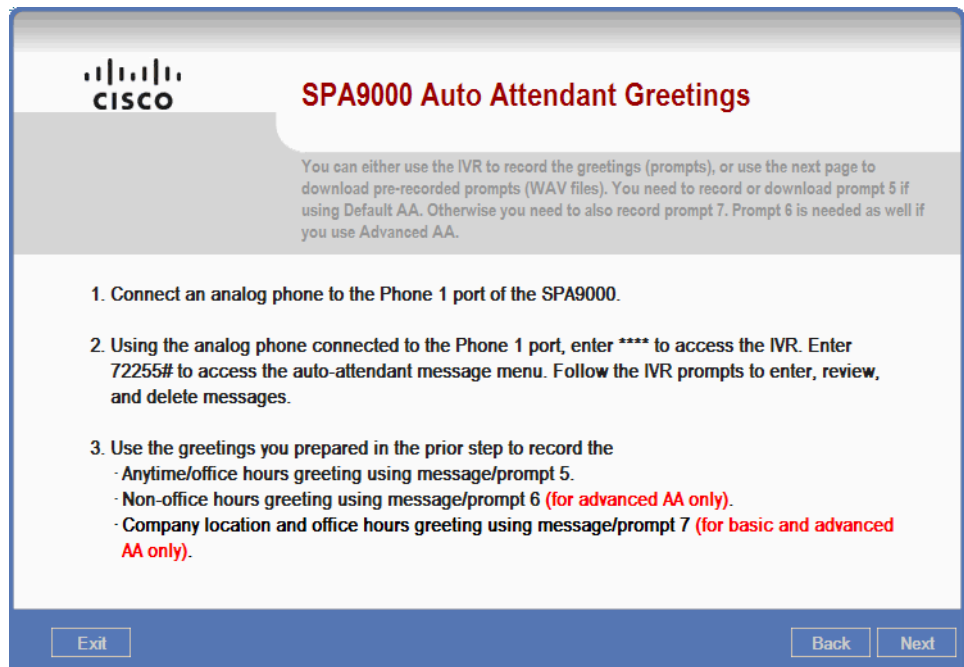 CISCO
SPA9000 Auto Attendant Greetings
You can either use the IVR to record the greetings (prompts), or use the next page to
download pre-recorded prompts (WAV files). You need to record or download prompt 5 if
using Default AA. Otherwise you need to also record prompt 7. Prompt 6 is needed as well if
you use Advanced AA.
1. Connect an analog phone to the Phone 1 port of the SPA9000.
2. Using the analog phone connected to the Phone 1 port, enter **** to access the IVR. Enter
72255# to access the auto-attendant message menu. Follow the IVR prompts to enter, review,
and delete messages.
3. Use the greetings you prepared in the prior step to record the
· Anytime/office hours greeting using message/prompt 5.
· Non-office hours greeting using message/prompt 6 (for advanced AA only).
· Company location and office hours greeting using message/prompt 7 (for basic and advanced
AA only).
Exit
Back
Next